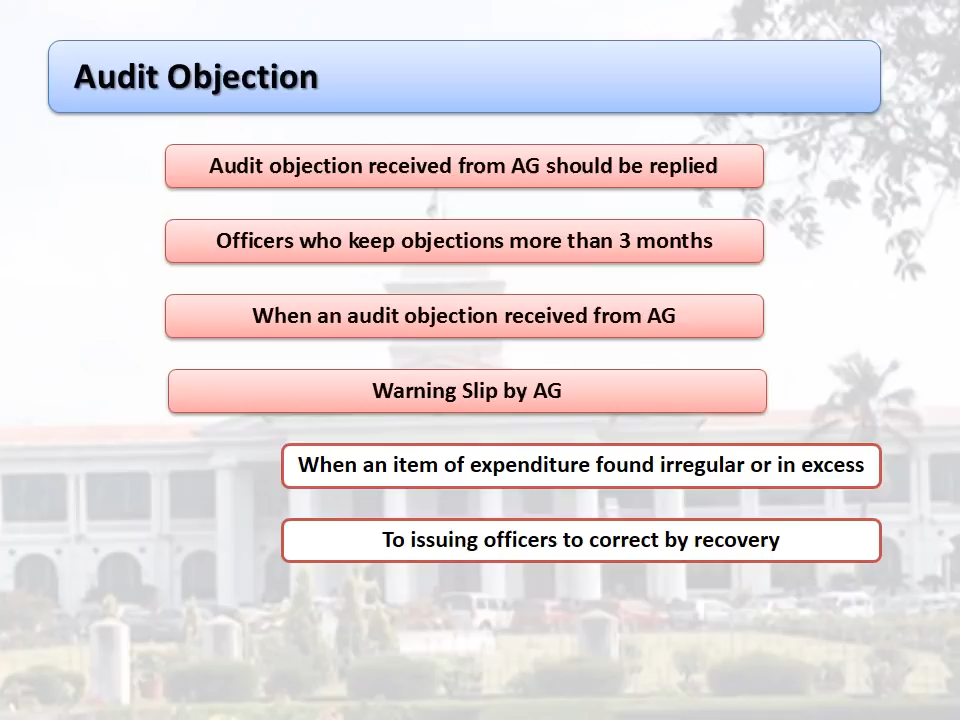 Audit Objection
Audit objection received from AG should be replied
Officers who keep objections more than 3 months
When an audit objection received from AG
Warning Slip by AG
When an item of expenditure found irregular or in excess
To issuing officers to correct by recovery